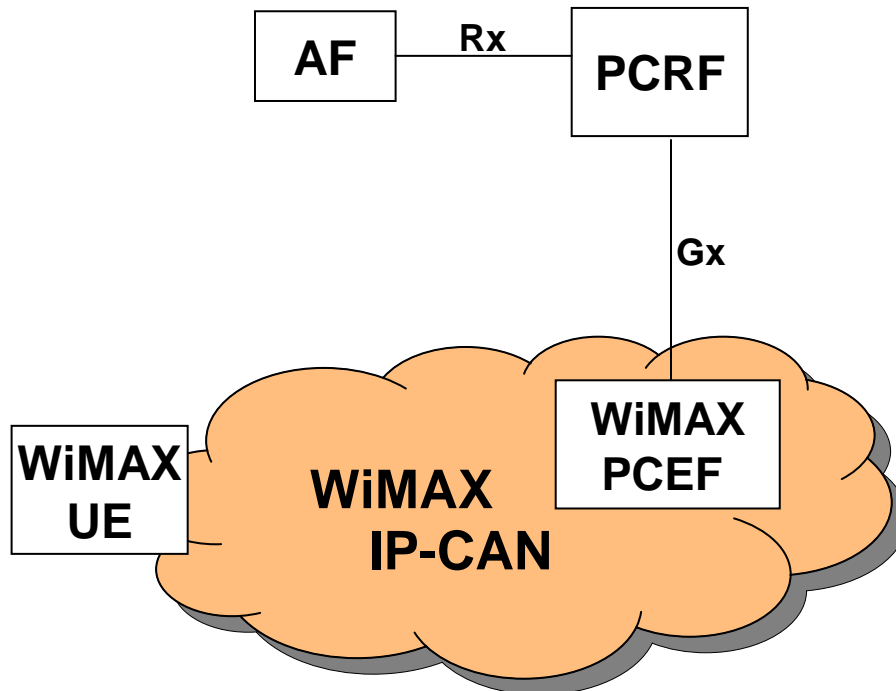 AF
Rx
PCRF
Gx
WiMAX
PCEF
WiMAX
UE
WiMAX
IP-CAN